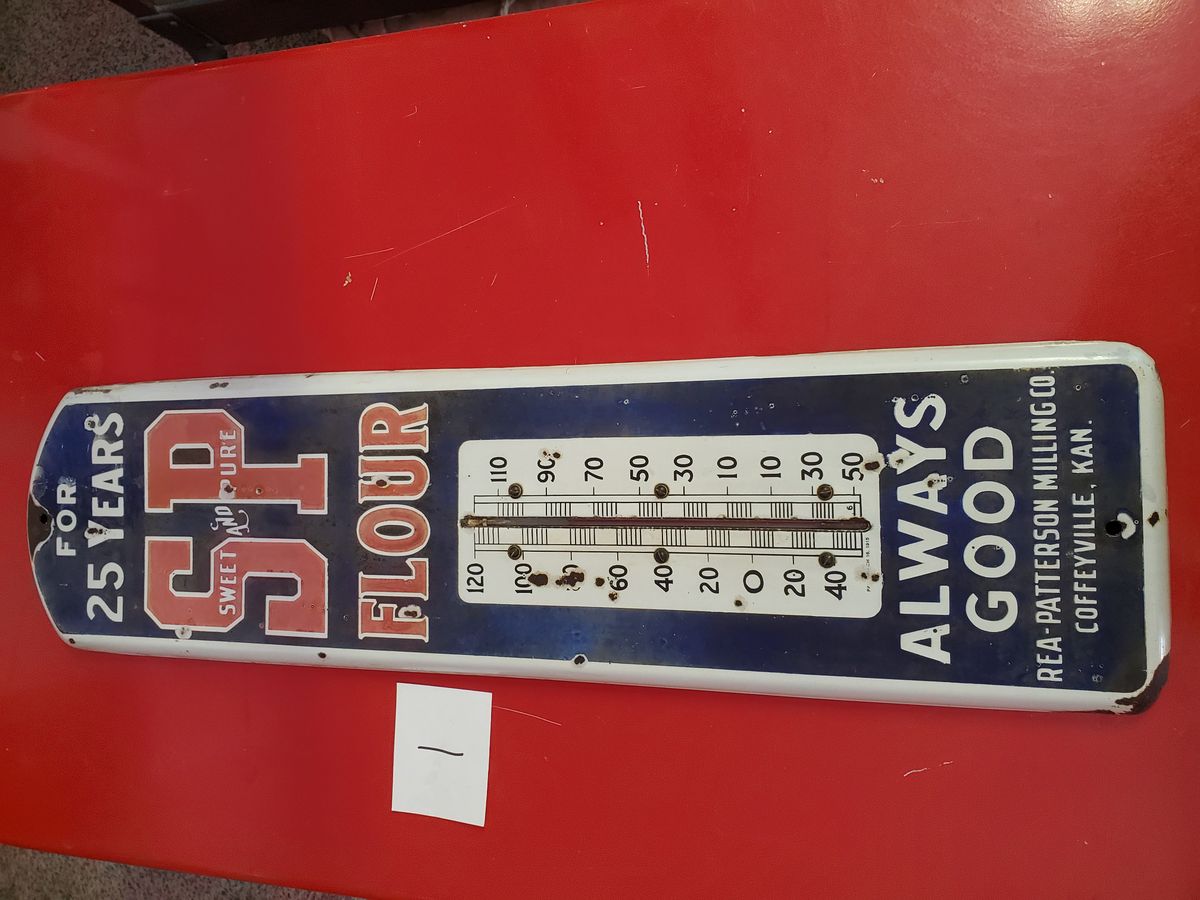 FOR
25 YEARS
SP
SWEET AND PURE
FLOUR
120
110
100
90
70
60
50
40
30
20
10
0
10
20
30
40
50
ALWAYS
GOOD
REA-PATTERSON MILLING CO.
COFFEYVILLE, KAN.
1